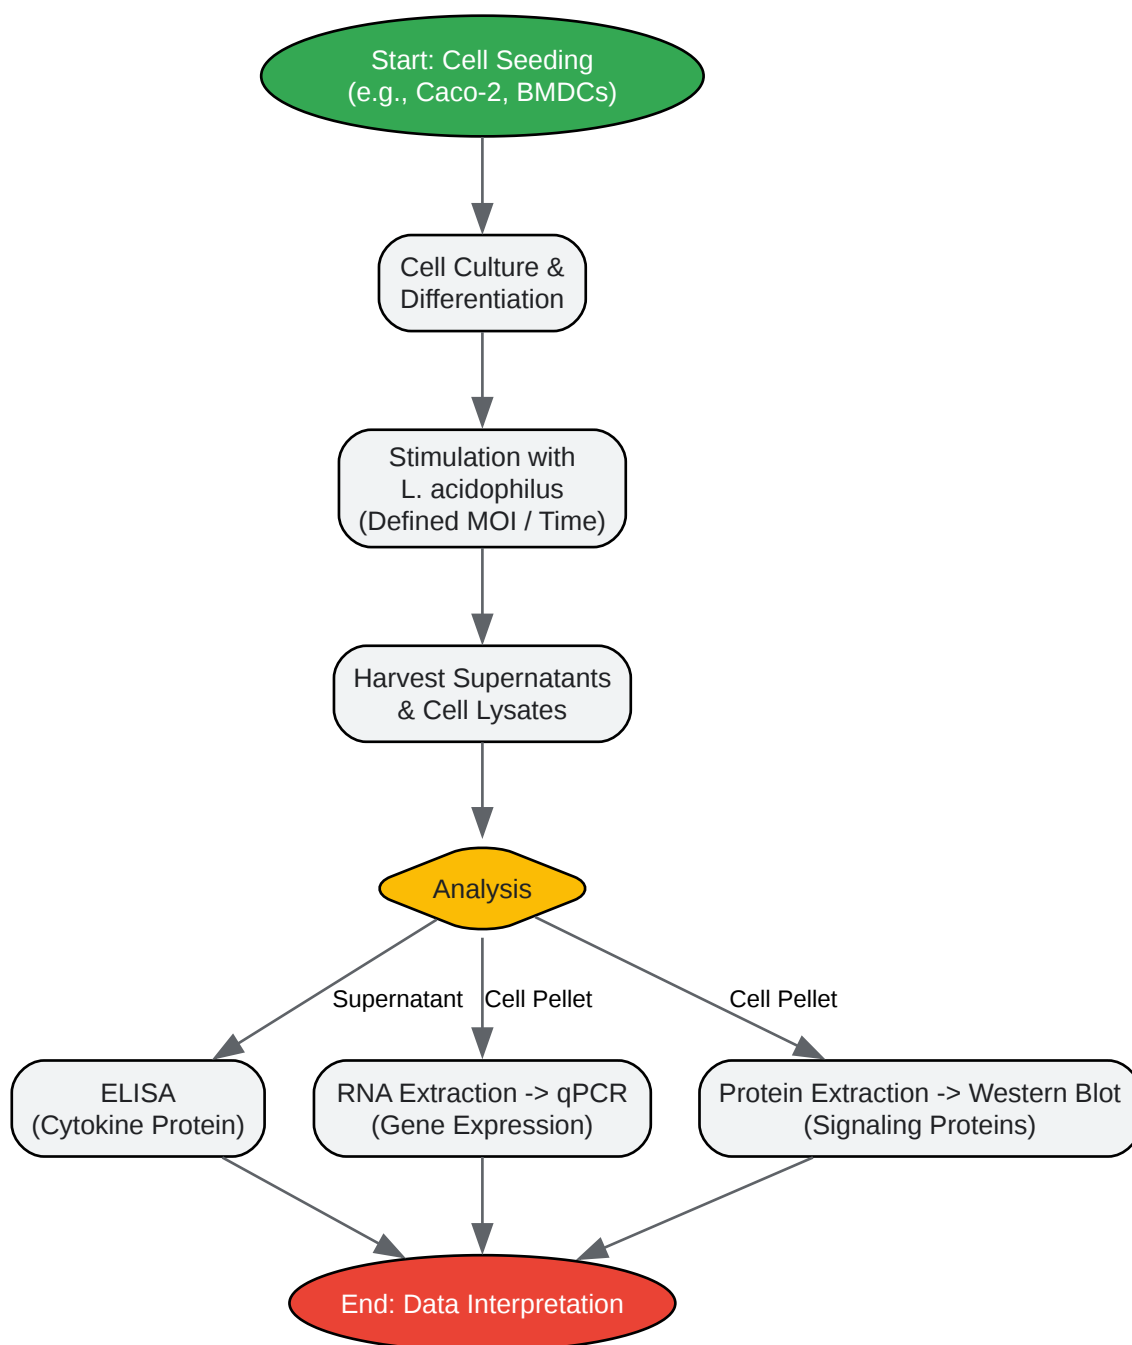 Start: Cell Seeding
(e.g., Caco-2, BMDCs)
Cell Culture &
Differentiation
Stimulation with
L. acidophilus
(Defined MOI / Time)
Harvest Supernatants
& Cell Lysates
Analysis
Supernatant
Cell Pellet
Cell Pellet
ELISA
(Cytokine Protein)
RNA Extraction -> qPCR
(Gene Expression)
Protein Extraction -> Western Blot
(Signaling Proteins)
End: Data Interpretation